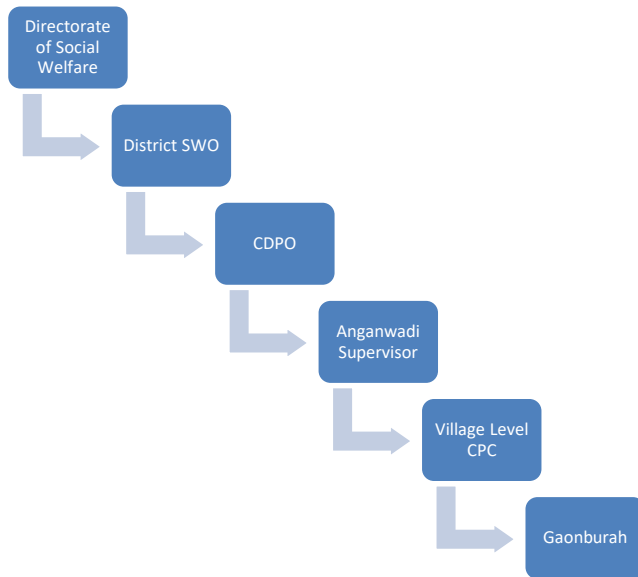 Directorate
of Social
Welfare
District SWO
CDPO
Anganwadi
Supervisor
Village Level
CPC
Gaonburah